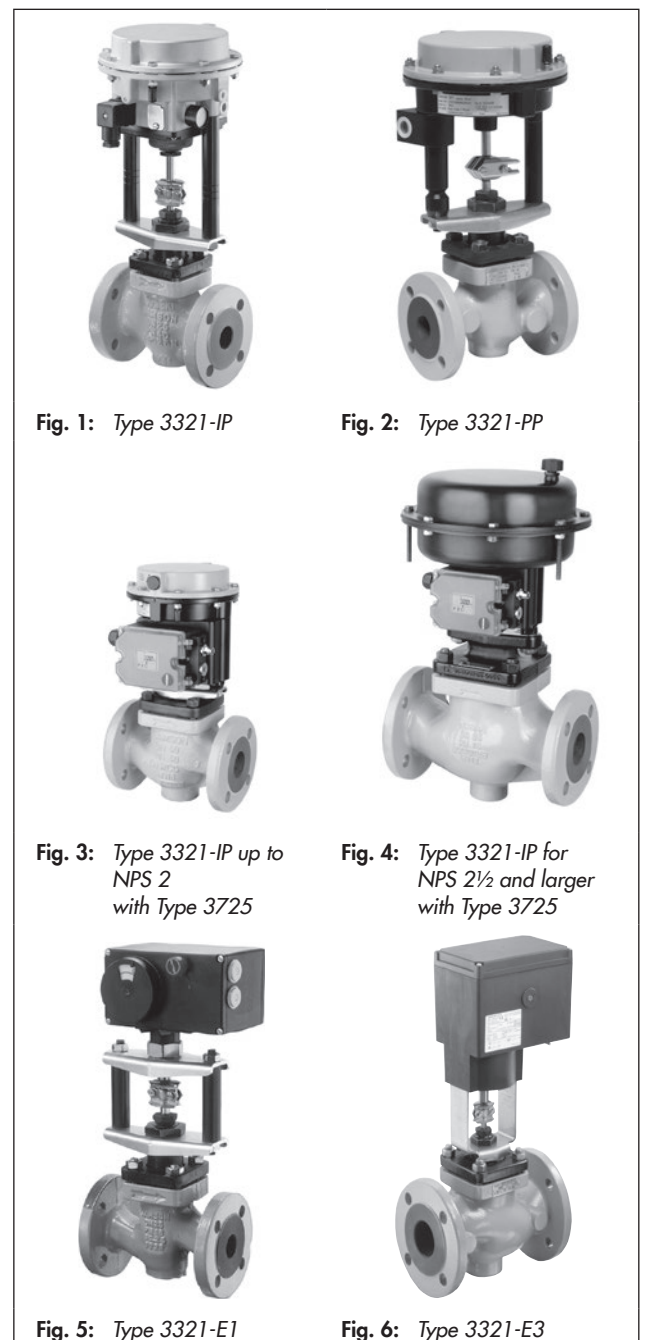 Fig. 1: Type 3321-IP
Fig. 2: Type 3321-PP
Fig. 3: Type 3321-IP up to
NPS 2
with Type 3725
Fig. 4: Type 3321-IP for
NPS 2½ and larger
with Type 3725
Fig. 5: Type 3321-E1
Fig. 6: Type 3321-E3